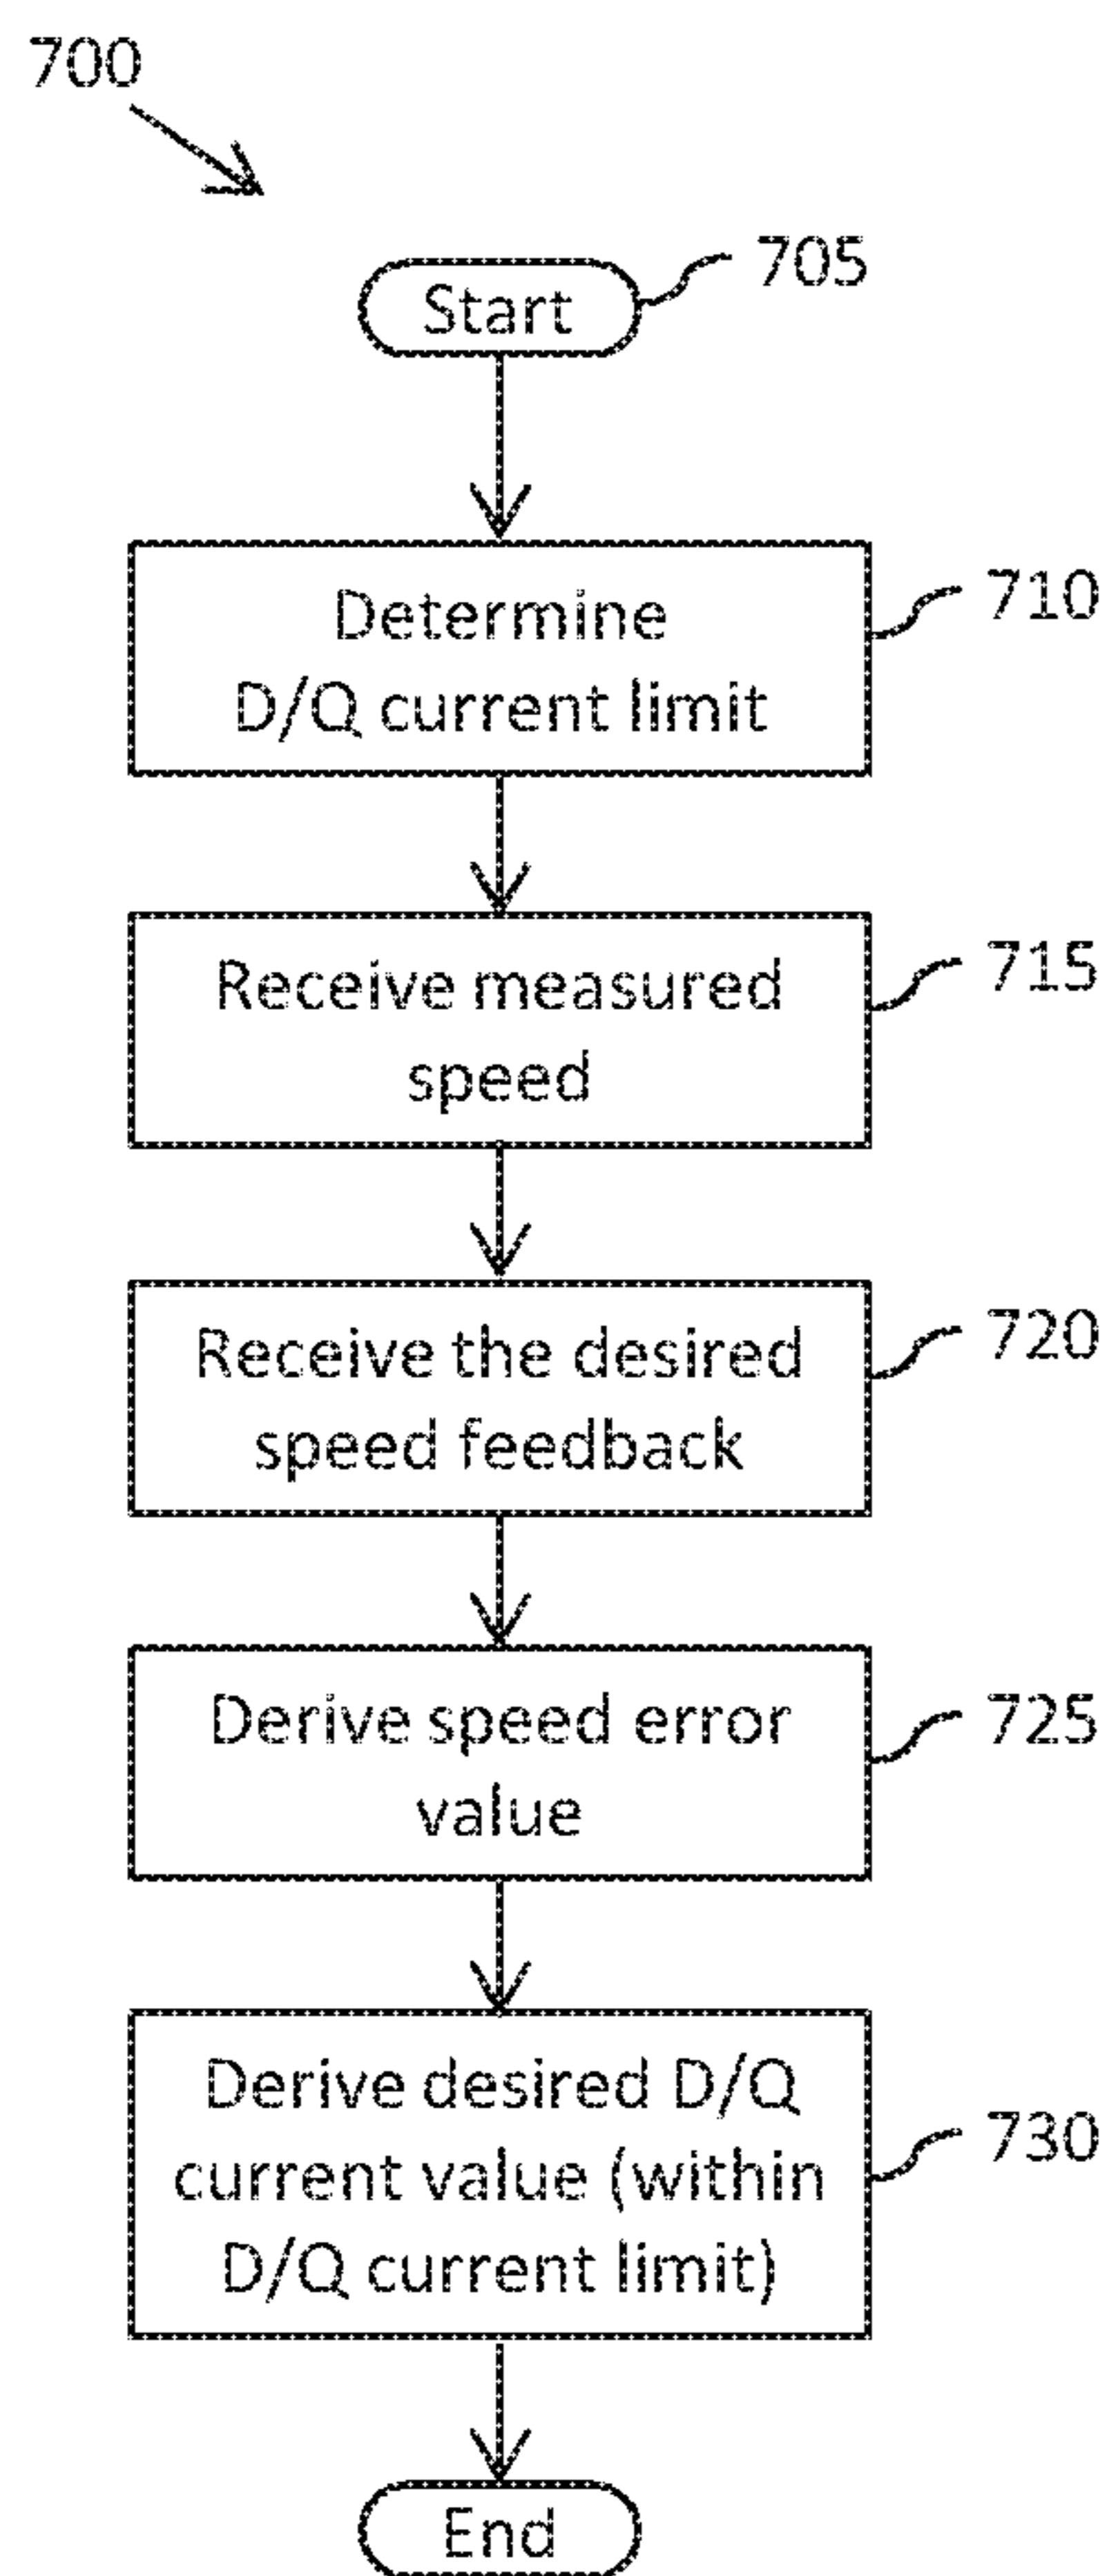 700
Start
705
Determine
D/Q current limit
710
Receive measured
speed
715
Receive the desired
speed feedback
720
Derive speed error
value
725
Derive desired D/Q
current value (within
D/Q current limit)
730
End